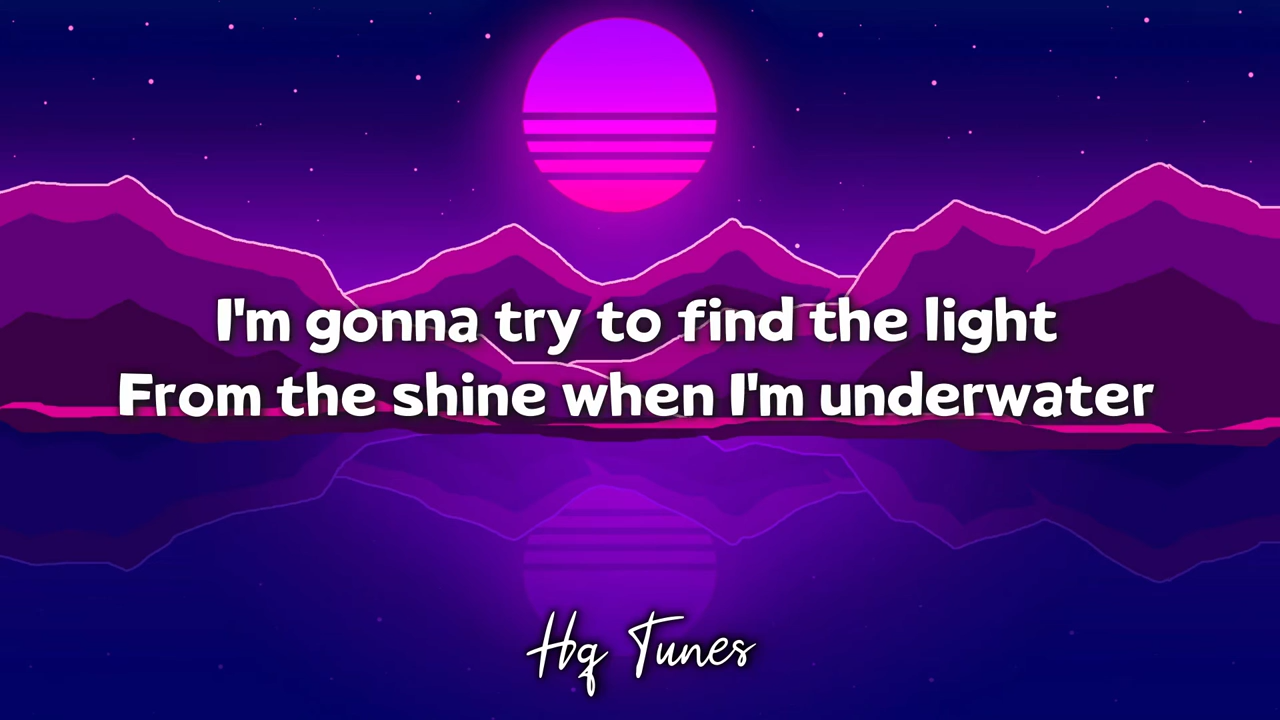 I'm gonna try to find the light
From the shine when I'm underwater
Hq Tunes